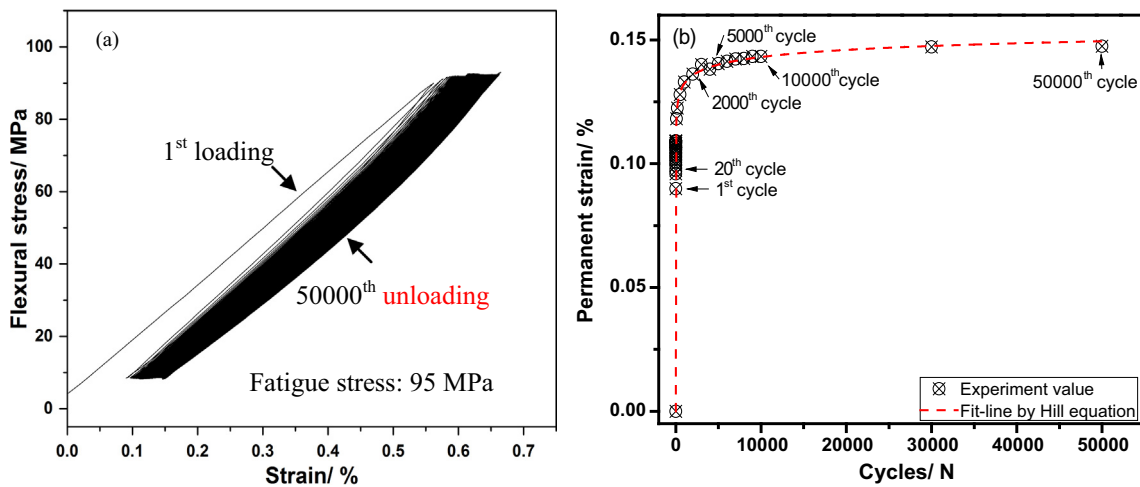 (a)
Flexural stress/ MPa
100
80
60
40
20
0
1st loading
50000th unloading
Fatigue stress: 95 MPa
0.0 0.1 0.2 0.3 0.4 0.5 0.6 0.7
Strain/ %
(b)
Permanent strain/ %
0.15
0.10
0.05
0.00
5000th cycle
10000th cycle
2000th cycle
50000th cycle
20th cycle
1st cycle
Experiment value
Fit-line by Hill equation
0 10000 20000 30000 40000 50000
Cycles/ N